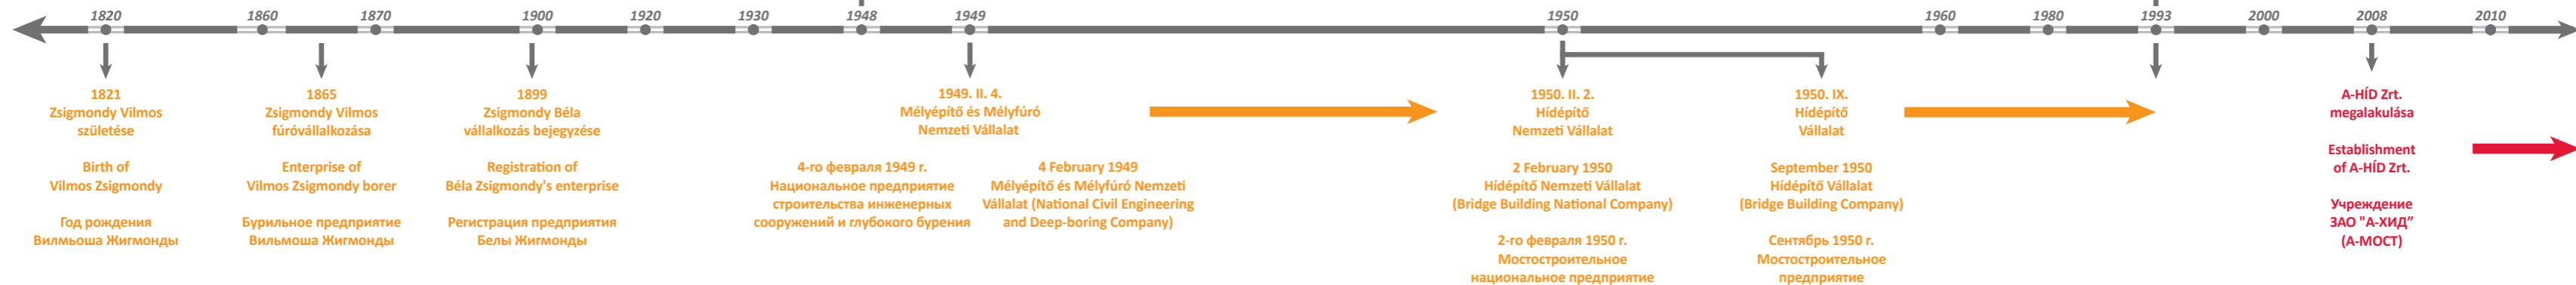 1820
1860
1870
1900
1920
1930
1948
1949
1950
1960
1980
1993
2000
2008
2010
1821
Zsigmondy Vilmos
születése
Birth of
Vilmos Zsigmondy
Год рождения
Вилмьоша Жигмонды
1865
Zsigmondy Vilmos
fúróvállalkozása
Enterprise of
Vilmos Zsigmondy borer
Бурильное предприятие
Вильмоша Жигмонды
1899
Zsigmondy Béla
vállalkozás bejegyzése
Registration of
Béla Zsigmondy's enterprise
Регистрация предприятия
Белы Жигмонды
1949. II. 4.
Mélyépítő és Mélyfúró
Nemzeti Vállalat
4-го февраля 1949 г.
Национальное предприятие
строительства инженерных
сооружений и глубокого бурения
4 February 1949
Mélyépítő és Mélyfúró Nemzeti
Vállalat (National Civil Engineering
and Deep-boring Company)
1950. II. 2.
Hídépítő
Nemzeti Vállalat
2 February 1950
Hídépítő Nemzeti Vállalat
(Bridge Building National Company)
2-го февраля 1950 г.
Мостостроительное
национальное предприятие
1950. IX.
Hídépítő
Vállalat
September 1950
Hídépítő Vállalat
(Bridge Building Company)
Сентябрь 1950 г.
Мостостроительное
предприятие
A-HÍD Zrt.
megalakulása
Establishment
of A-HÍD Zrt.
Учреждение
ЗАО "А-ХИД”
(А-МОСТ)